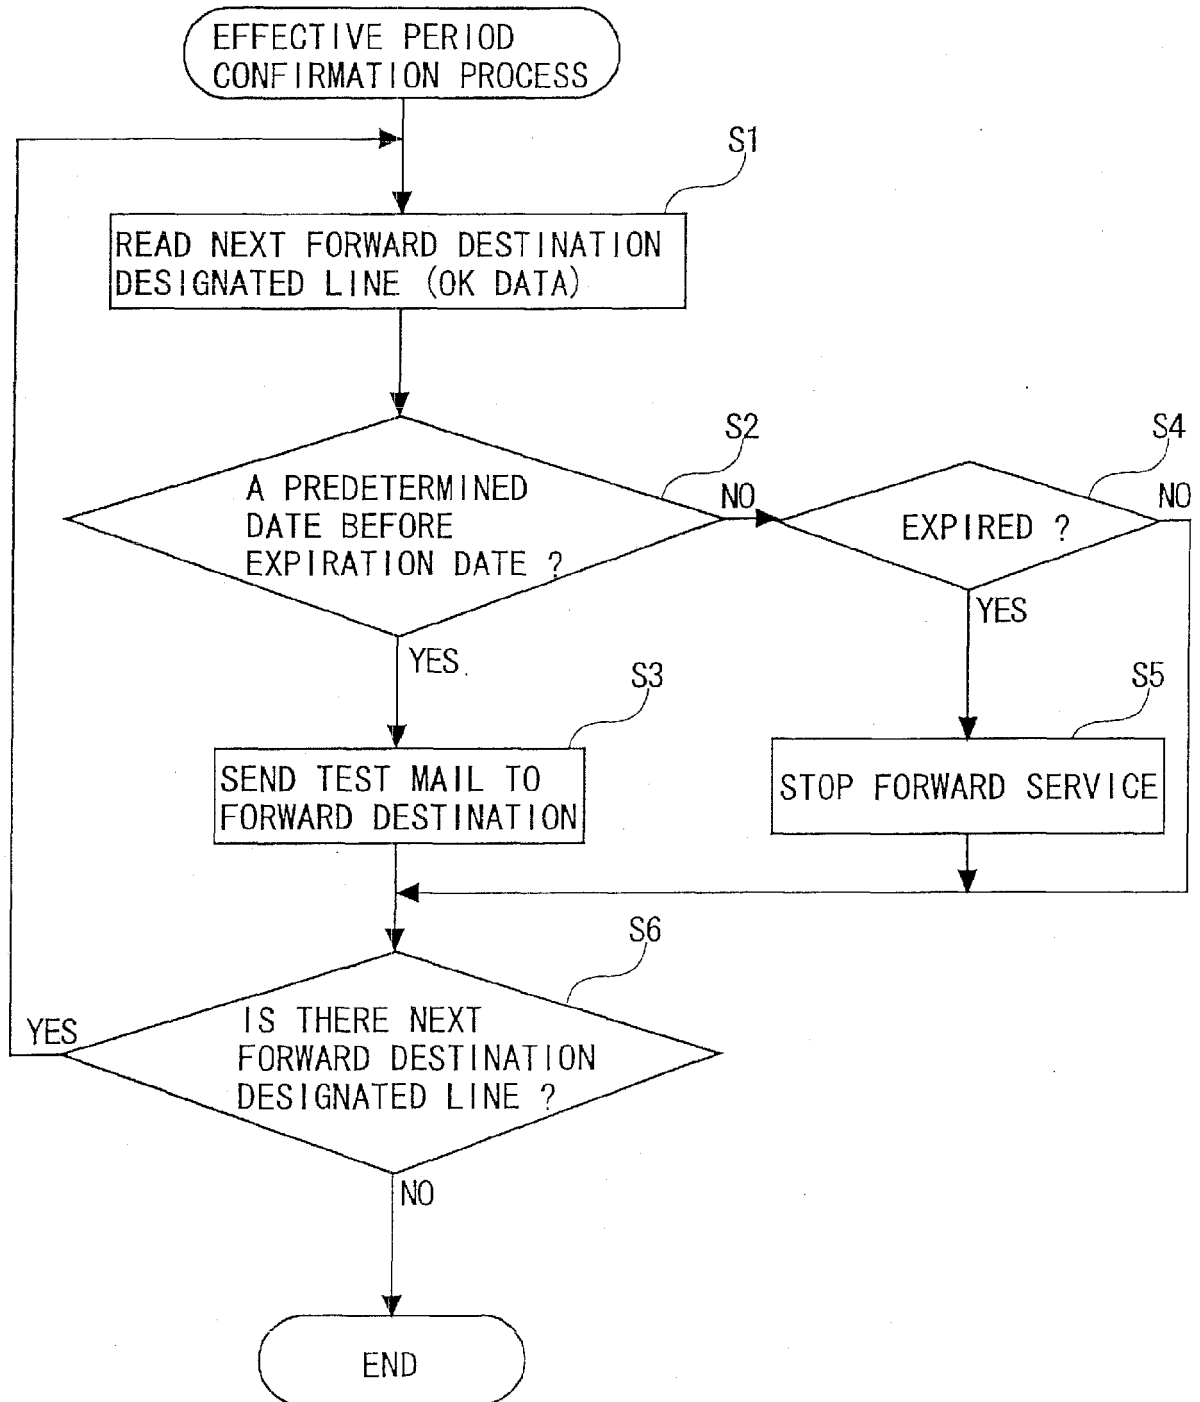 EFFECTIVE PERIOD
CONFIRMATION PROCESS
S1
READ NEXT FORWARD DESTINATION
DESIGNATED LINE (OK DATA)
S2
A PREDETERMINED
DATE BEFORE
EXPIRATION DATE ?
NO
S4
EXPIRED ?
NO
YES
YES
S3
SEND TEST MAIL TO
FORWARD DESTINATION
S5
STOP FORWARD SERVICE
S6
IS THERE NEXT
FORWARD DESTINATION
DESIGNATED LINE ?
YES
NO
END